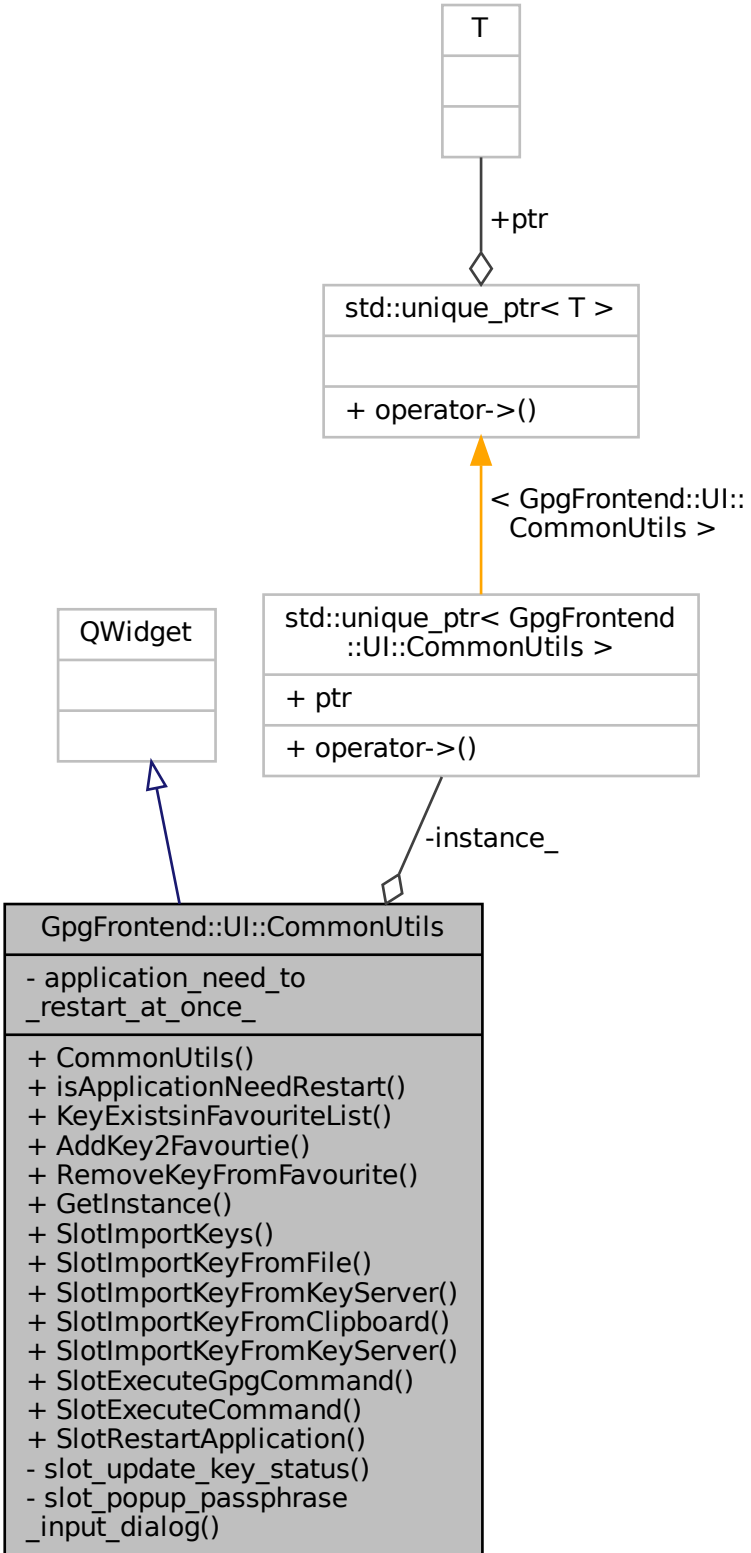 T
+ptr
std::unique_ptr< T >
+ operator->()
< GpgFrontend::UI::
CommonUtils >
QWidget
std::unique_ptr< GpgFrontend
::UI::CommonUtils >
+ ptr
+ operator->()
-instance_
GpgFrontend::UI::CommonUtils
- application_need_to
_restart_at_once_
+ CommonUtils()
+ isApplicationNeedRestart()
+ KeyExistsinFavouriteList()
+ AddKey2Favourtie()
+ RemoveKeyFromFavourite()
+ GetInstance()
+ SlotImportKeys()
+ SlotImportKeyFromFile()
+ SlotImportKeyFromKeyServer()
+ SlotImportKeyFromClipboard()
+ SlotImportKeyFromKeyServer()
+ SlotExecuteGpgCommand()
+ SlotExecuteCommand()
+ SlotRestartApplication()
- slot_update_key_status()
- slot_popup_passphrase
_input_dialog()